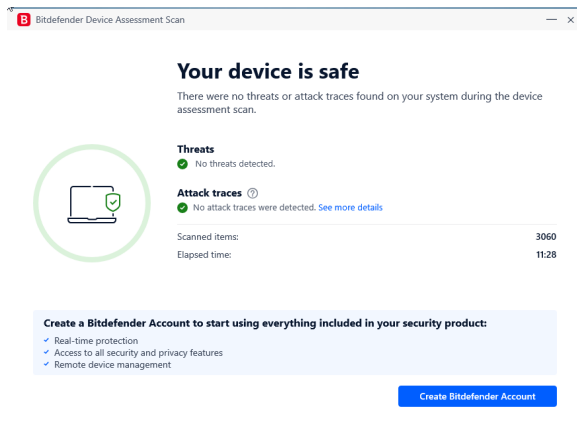 B Bitdefender Device Assessment Scan
Your device is safe
There were no threats or attack traces found on your system during the device
assessment scan.
Threats
No threats detected.
Attack traces ?
No attack traces were detected. See more details
Scanned items: 3060
Elapsed time: 11:28
Create a Bitdefender Account to start using everything included in your security product:
Real-time protection
Access to all security and privacy features
Remote device management
Create Bitdefender Account